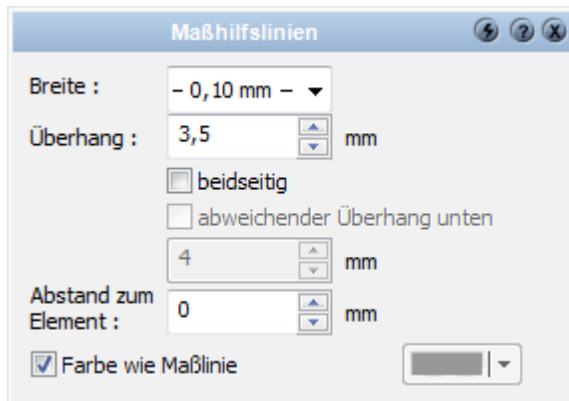 Maßhilfslinien
Breite : – 0,10 mm –
Überhang : 3,5 mm
beidseitig
abweichender Überhang unten
4 mm
Abstand zum
Element : 0 mm
Farbe wie Maßlinie